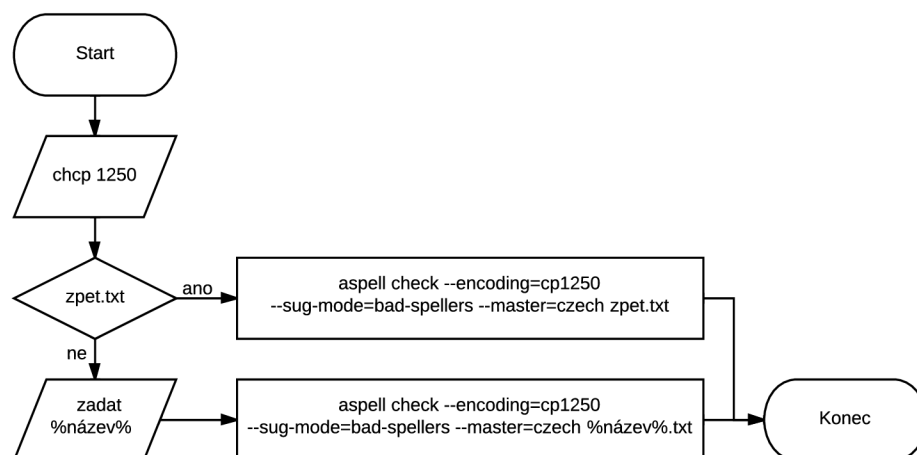 Start
chcp 1250
zpet.txt
ano
aspell check --encoding=cp1250
--sug-mode=bad-spellers --master=czech zpet.txt
ne
zadat
%název%
aspell check --encoding=cp1250
--sug-mode=bad-spellers --master=czech %název%.txt
Konec